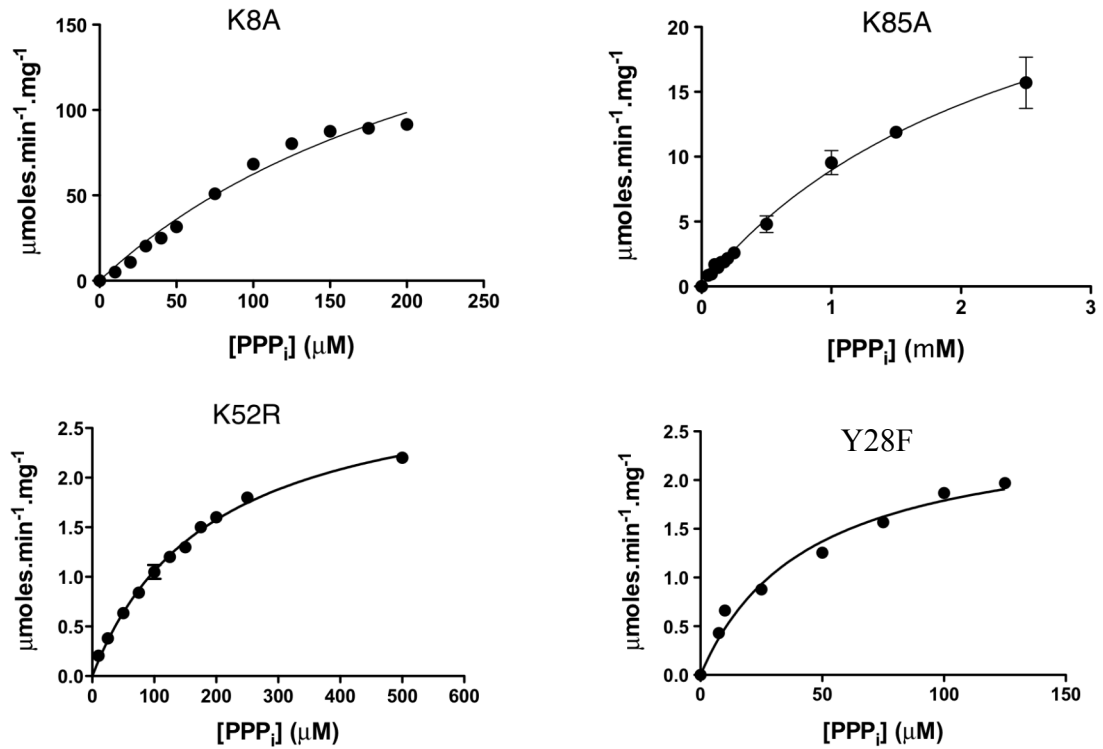 K8A
μmoles.min⁻¹.mg⁻¹
150
100
50
0
0 50 100 150 200 250
[PPPᵢ] (μM)
K85A
μmoles.min⁻¹.mg⁻¹
20
15
10
5
0
0 1 2 3
[PPPᵢ] (mM)
K52R
μmoles.min⁻¹.mg⁻¹
2.5
2.0
1.5
1.0
0.5
0.0
0 100 200 300 400 500 600
[PPPᵢ] (μM)
Y28F
μmoles.min⁻¹.mg⁻¹
2.5
2.0
1.5
1.0
0.5
0.0
0 50 100 150
[PPPᵢ] (μM)